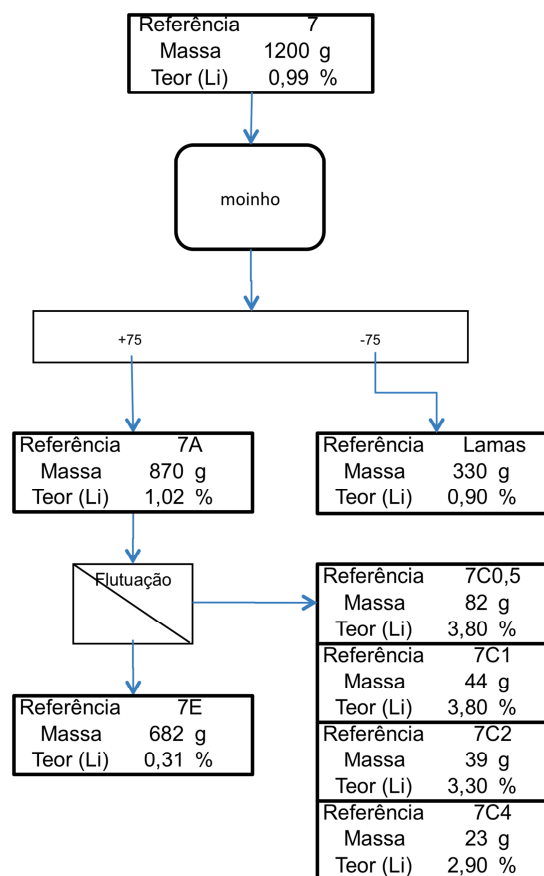 Referência 7
Massa 1200 g
Teor (Li) 0,99 %
moinho
+75 -75
Referência 7A
Massa 870 g
Teor (Li) 1,02 %
Referência Lamas
Massa 330 g
Teor (Li) 0,90 %
Flutuação
Referência 7C0,5
Massa 82 g
Teor (Li) 3,80 %
Referência 7C1
Massa 44 g
Teor (Li) 3,80 %
Referência 7C2
Massa 39 g
Teor (Li) 3,30 %
Referência 7C4
Massa 23 g
Teor (Li) 2,90 %
Referência 7E
Massa 682 g
Teor (Li) 0,31 %